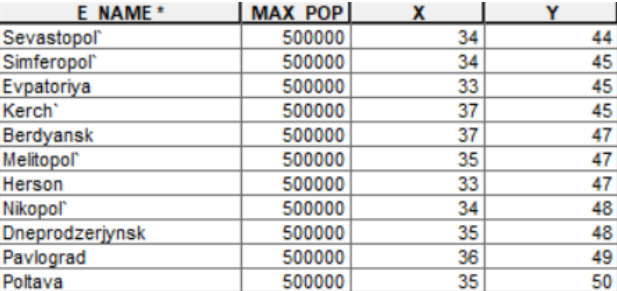 E_NAME * MAX_POP X Y
Sevastopol` 500000 34 44
Simferopol` 500000 34 45
Evpatoriya 500000 33 45
Kerch` 500000 37 45
Berdyansk 500000 37 47
Melitopol` 500000 35 47
Herson 500000 33 47
Nikopol` 500000 34 48
Dneprodzerjynsk 500000 35 48
Pavlograd 500000 36 49
Poltava 500000 35 50